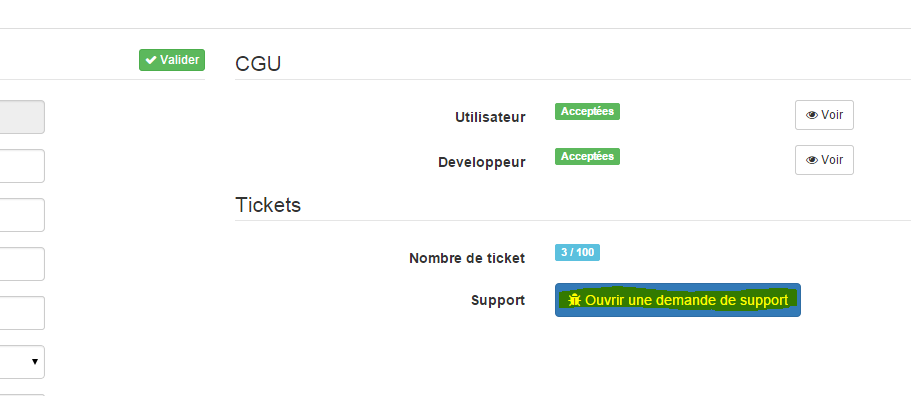 Valider
CGU
Utilisateur Acceptées Voir
Developpeur Acceptées Voir
Tickets
Nombre de ticket 3 / 100
Support Ouvrir une demande de support